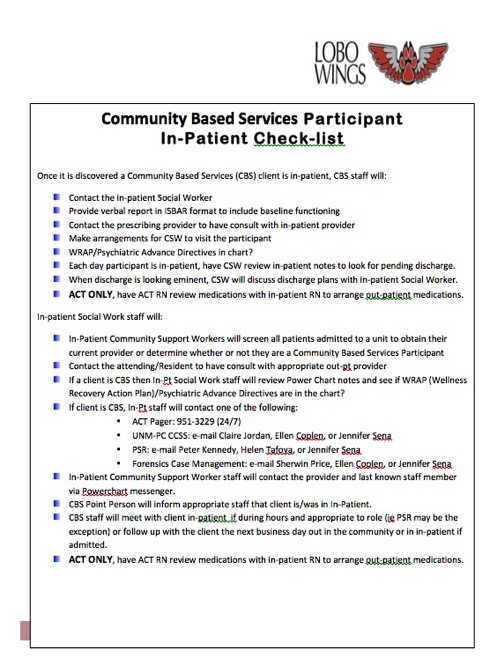 LOBO
WINGS
Community Based Services Participant
In-Patient Check-list
Once it is discovered a Community Based Services (CBS) client is in-patient, CBS staff will:
Contact the in-patient Social Worker
Provide verbal report in ISBAR format to include baseline functioning
Contact the prescribing provider to have consult with in-patient provider
Make arrangements for CSW to visit the participant
WRAP/Psychiatric Advance Directives in chart?
Each day participant is in-patient, have CSW review in-patient notes to look for pending discharge.
When discharge is looking eminent, CSW will discuss discharge plans with in-patient Social Worker.
ACT ONLY, have ACT RN review medications with in-patient RN to arrange out-patient medications.
In-patient Social Work staff will:
In-Patient Community Support Workers will screen all patients admitted to a unit to obtain their
current provider or determine whether or not they are a Community Based Services Participant
Contact the attending/Resident to have consult with appropriate out-pt provider
If a client is CBS then In-Pt Social Work staff will review Power Chart notes and see if WRAP (Wellness
Recovery Action Plan)/Psychiatric Advance Directives are in the chart?
If client is CBS, In-Pt staff will contact one of the following:
• ACT Pager: 951-3229 (24/7)
• UNM-PC CCSS: e-mail Claire Jordan, Ellen Coplen, or Jennifer Sena
• PSR: e-mail Peter Kennedy, Helen Tafoya, or Jennifer Sena
• Forensics Case Management: e-mail Sherwin Price, Ellen Coplen, or Jennifer Sena
In-Patient Community Support Worker staff will contact the provider and last known staff member
via Powerchart messenger.
CBS Point Person will inform appropriate staff that client is/was in In-Patient.
CBS staff will meet with client in-patient if during hours and appropriate to role (ie PSR may be the
exception) or follow up with the client the next business day out in the community or in in-patient if
admitted.
ACT ONLY, have ACT RN review medications with in-patient RN to arrange out-patient medications.